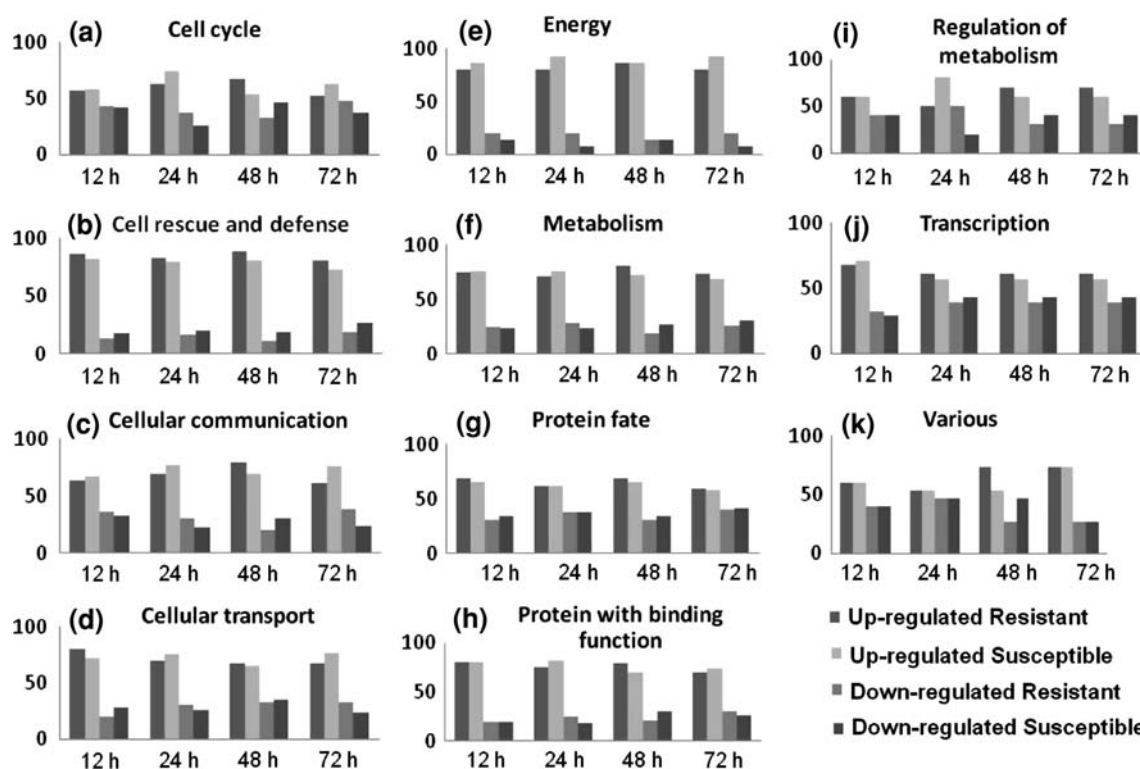 (a) Cell cycle
100
50
0
12 h 24 h 48 h 72 h
(b) Cell rescue and defense
100
50
0
12 h 24 h 48 h 72 h
(c) Cellular communication
100
50
0
12 h 24 h 48 h 72 h
(d) Cellular transport
100
50
0
12 h 24 h 48 h 72 h
(e) Energy
100
50
0
12 h 24 h 48 h 72 h
(f) Metabolism
100
50
0
12 h 24 h 48 h 72 h
(g) Protein fate
100
50
0
12 h 24 h 48 h 72 h
(h) Protein with binding
function
100
50
0
12 h 24 h 48 h 72 h
(i) Regulation of
metabolism
100
50
0
12 h 24 h 48 h 72 h
(j) Transcription
100
50
0
12 h 24 h 48 h 72 h
(k) Various
100
50
0
12 h 24 h 48 h 72 h
Up-regulated Resistant
Up-regulated Susceptible
Down-regulated Resistant
Down-regulated Susceptible